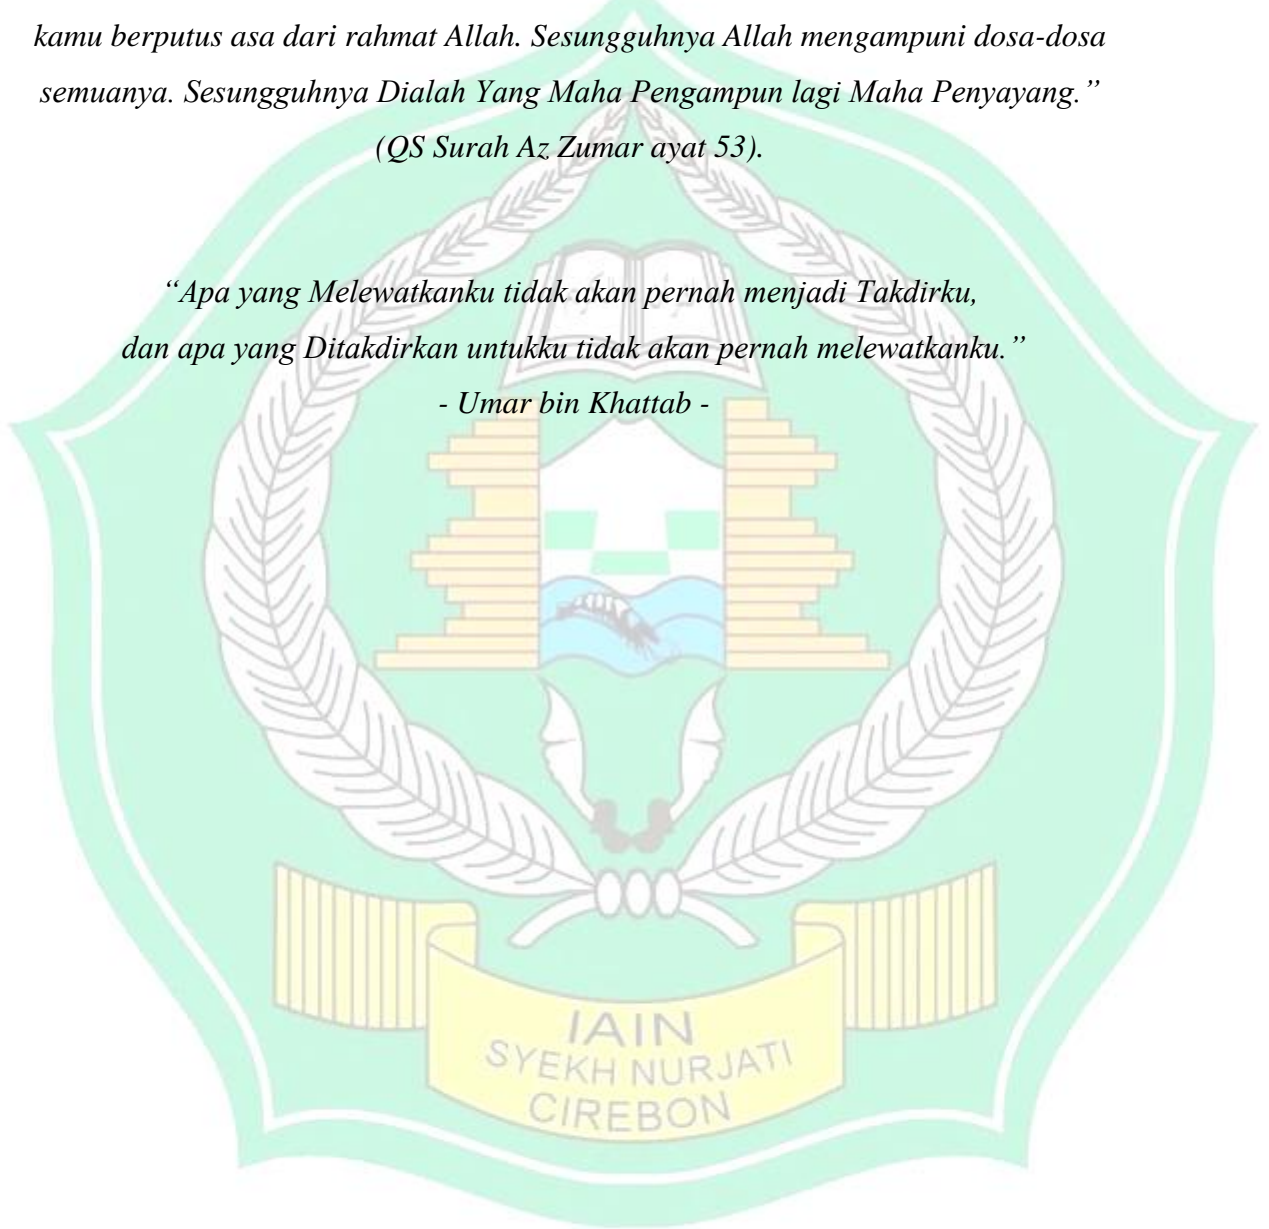 kamu berputus asa dari rahmat Allah. Sesungguhnya Allah mengampuni dosa-dosa
semuanya. Sesungguhnya Dialah Yang Maha Pengampun lagi Maha Penyayang.”
(QS Surah Az Zumar ayat 53).
“Apa yang Melewatkanku tidak akan pernah menjadi Takdirku,
dan apa yang Ditakdirkan untukku tidak akan pernah melewatkanku.”
- Umar bin Khattab -
IAIN
SYEKH NURJATI
CIREBON